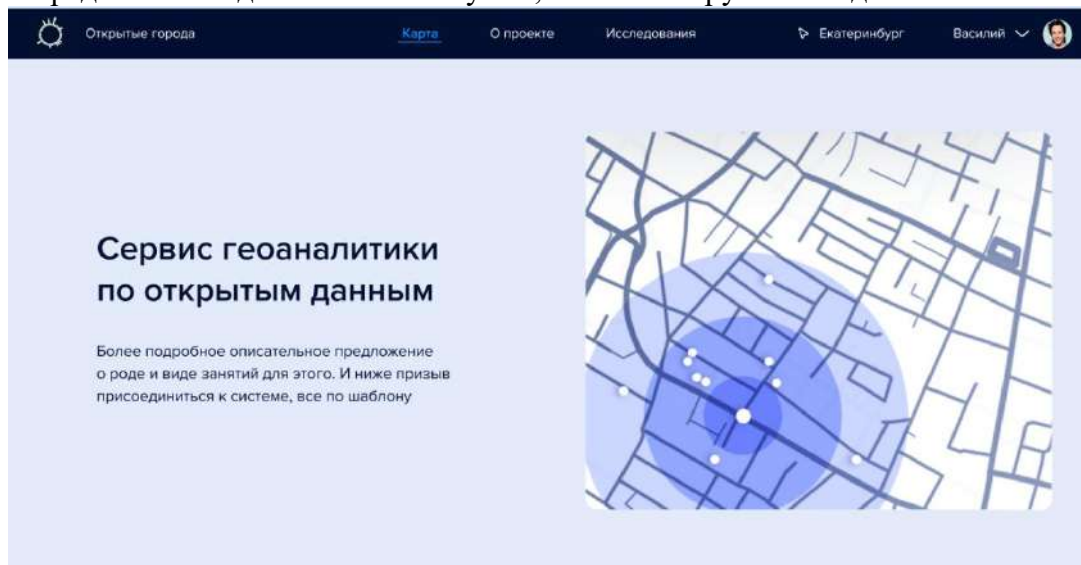 Открытые города
Карта
О проекте
Исследования
Екатеринбург
Василий
Сервис геоаналитики
по открытым данным
Более подробное описательное предложение
о роде и виде занятий для этого. И ниже призыв
присоединиться к системе, все по шаблону